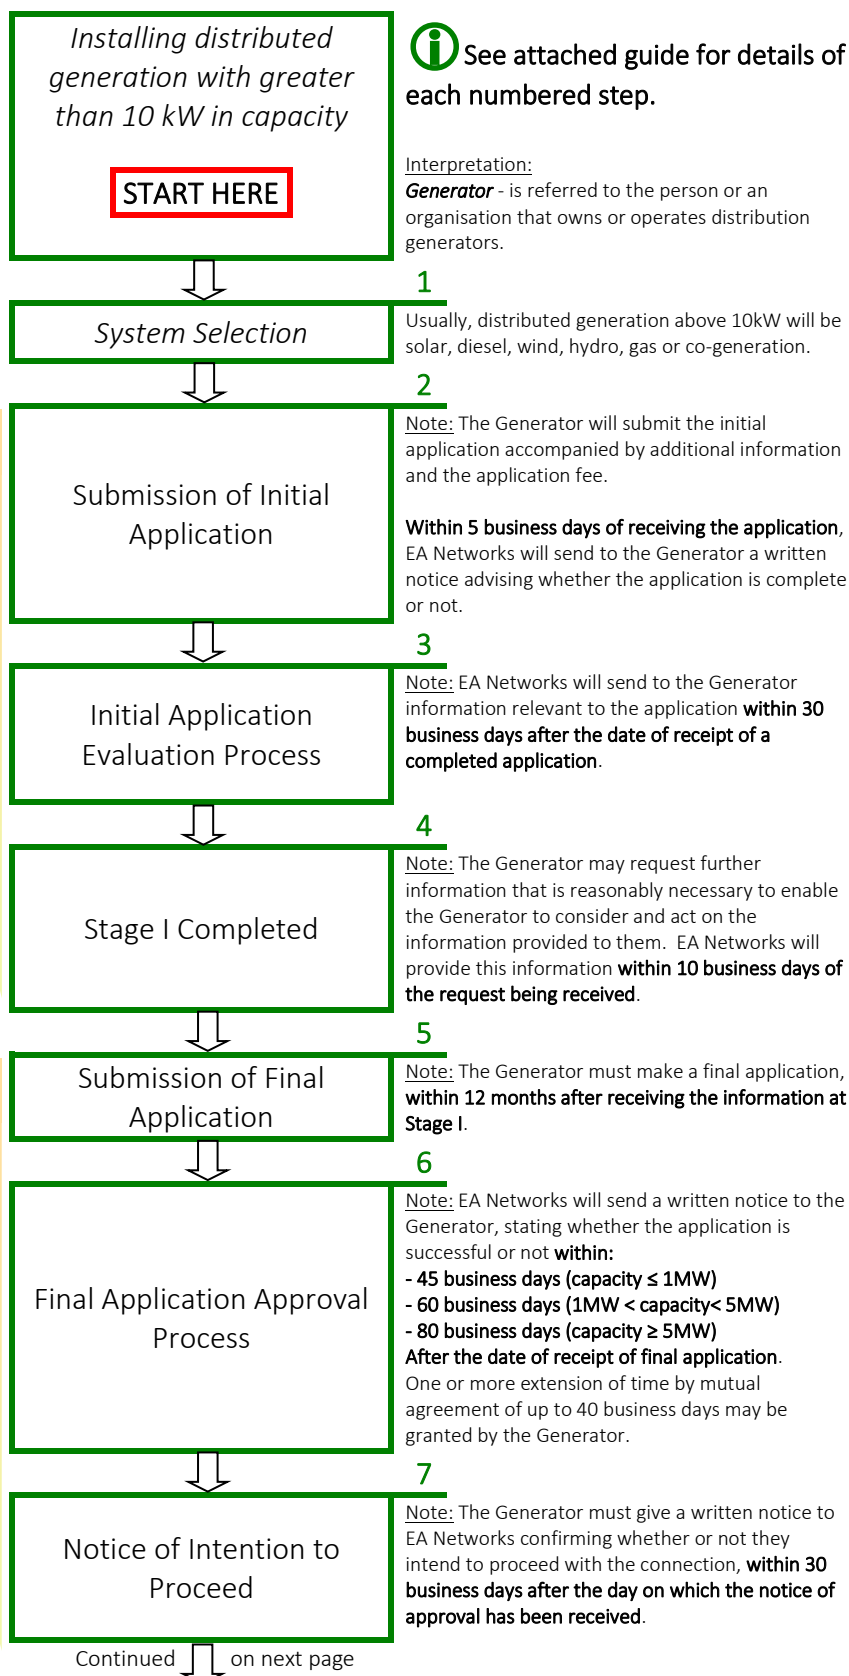 Installing distributed
generation with greater
than 10 kW in capacity
START HERE
i See attached guide for details of
each numbered step.
Interpretation:
Generator - is referred to the person or an
organisation that owns or operates distribution
generators.
1
System Selection
Usually, distributed generation above 10kW will be
solar, diesel, wind, hydro, gas or co-generation.
2
Submission of Initial
Application
Note: The Generator will submit the initial
application accompanied by additional information
and the application fee.
Within 5 business days of receiving the application,
EA Networks will send to the Generator a written
notice advising whether the application is complete
or not.
3
Initial Application
Evaluation Process
Note: EA Networks will send to the Generator
information relevant to the application within 30
business days after the date of receipt of a
completed application.
4
Stage I Completed
Note: The Generator may request further
information that is reasonably necessary to enable
the Generator to consider and act on the
information provided to them.  EA Networks will
provide this information within 10 business days of
the request being received.
5
Submission of Final
Application
Note: The Generator must make a final application,
within 12 months after receiving the information at
Stage I.
6
Final Application Approval
Process
Note: EA Networks will send a written notice to the
Generator, stating whether the application is
successful or not within:
- 45 business days (capacity ≤ 1MW)
- 60 business days (1MW < capacity< 5MW)
- 80 business days (capacity ≥ 5MW)
After the date of receipt of final application.
One or more extension of time by mutual
agreement of up to 40 business days may be
granted by the Generator.
7
Notice of Intention to
Proceed
Note: The Generator must give a written notice to
EA Networks confirming whether or not they
intend to proceed with the connection, within 30
business days after the day on which the notice of
approval has been received.
Continued on next page